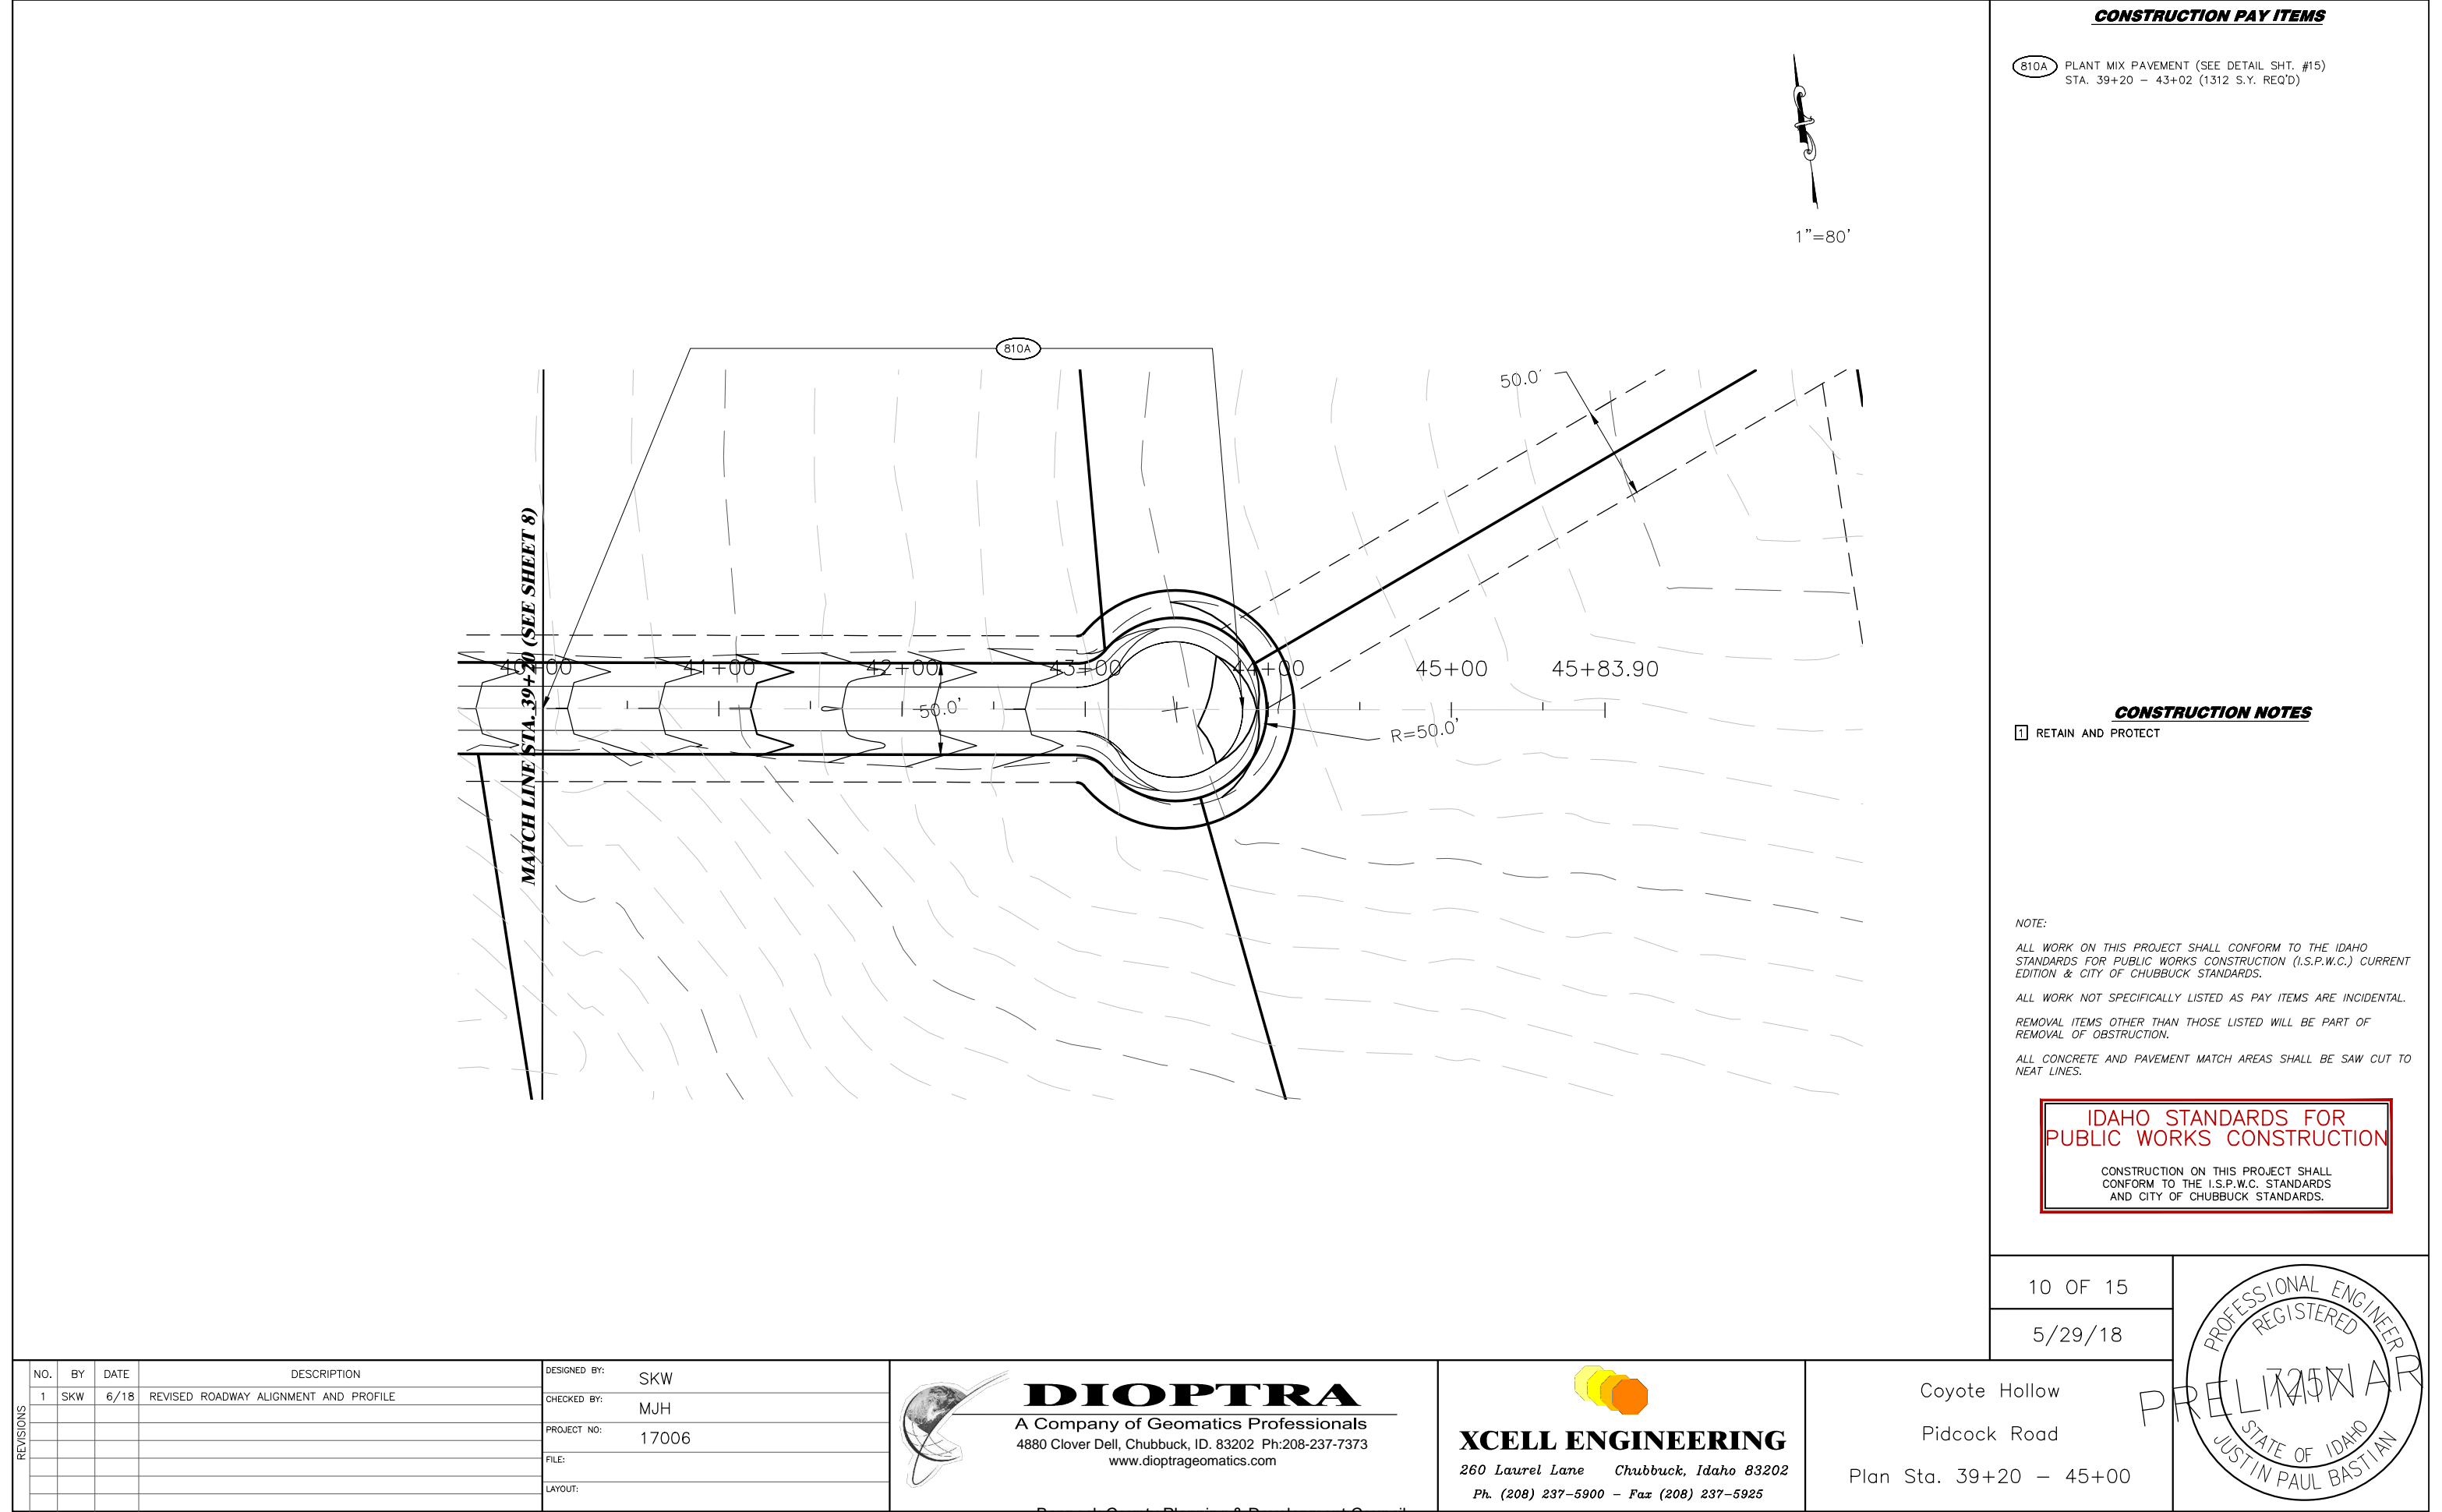 CONSTRUCTION PAY ITEMS
810A PLANT MIX PAVEMENT (SEE DETAIL SHT. #15)
STA. 39+20 – 43+02 (1312 S.Y. REQ'D)
1"=80'
810A
50.0'
MATCH LINE STA. 39+20 (SEE SHEET 8)
40+00
41+00
42+00
43+00
44+00
45+00
45+83.90
50.0'
R=50.0'
CONSTRUCTION NOTES
1 RETAIN AND PROTECT
NOTE:
ALL WORK ON THIS PROJECT SHALL CONFORM TO THE IDAHO
STANDARDS FOR PUBLIC WORKS CONSTRUCTION (I.S.P.W.C.) CURRENT
EDITION & CITY OF CHUBBUCK STANDARDS.
ALL WORK NOT SPECIFICALLY LISTED AS PAY ITEMS ARE INCIDENTAL.
REMOVAL ITEMS OTHER THAN THOSE LISTED WILL BE PART OF
REMOVAL OF OBSTRUCTION.
ALL CONCRETE AND PAVEMENT MATCH AREAS SHALL BE SAW CUT TO
NEAT LINES.
IDAHO STANDARDS FOR
PUBLIC WORKS CONSTRUCTION
CONSTRUCTION ON THIS PROJECT SHALL
CONFORM TO THE I.S.P.W.C. STANDARDS
AND CITY OF CHUBBUCK STANDARDS.
10 OF 15
5/29/18
PROFESSIONAL ENGINEER
REGISTERED
7257
PRELIMINAR
STATE OF IDAHO
JUSTIN PAUL BASTIAN
REVISIONS
NO. BY DATE DESCRIPTION
1 SKW 6/18 REVISED ROADWAY ALIGNMENT AND PROFILE
DESIGNED BY: SKW
CHECKED BY: MJH
PROJECT NO: 17006
FILE:
LAYOUT:
DIOPTRA
A Company of Geomatics Professionals
4880 Clover Dell, Chubbuck, ID. 83202 Ph:208-237-7373
www.dioptrageomatics.com
XCELL ENGINEERING
260 Laurel Lane Chubbuck, Idaho 83202
Ph. (208) 237–5900 – Fax (208) 237–5925
Coyote Hollow
Pidcock Road
Plan Sta. 39+20 – 45+00